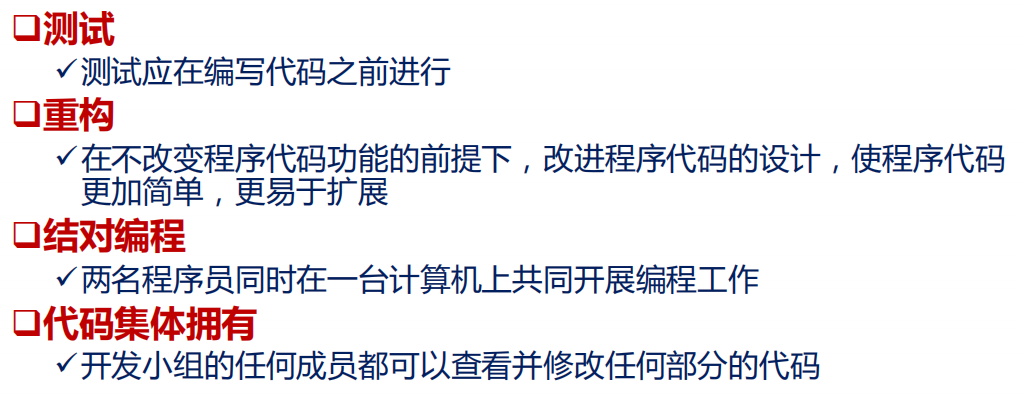 ❑测试
✓测试应在编写代码之前进行
❑重构
✓在不改变程序代码功能的前提下，改进程序代码的设计，使程序代码
更加简单，更易于扩展
❑结对编程
✓两名程序员同时在一台计算机上共同开展编程工作
❑代码集体拥有
✓开发小组的任何成员都可以查看并修改任何部分的代码